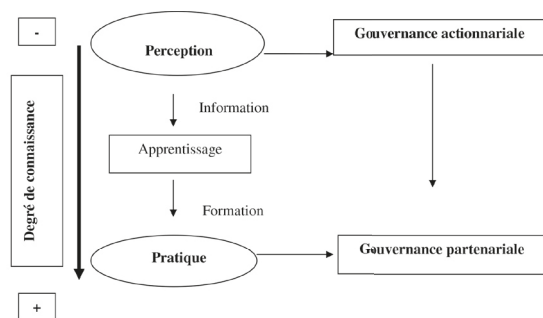 -
Perception
Gouvernance actionnariale
Information
Degré de connaissance
Apprentissage
Formation
Pratique
Gouvernance partenariale
+